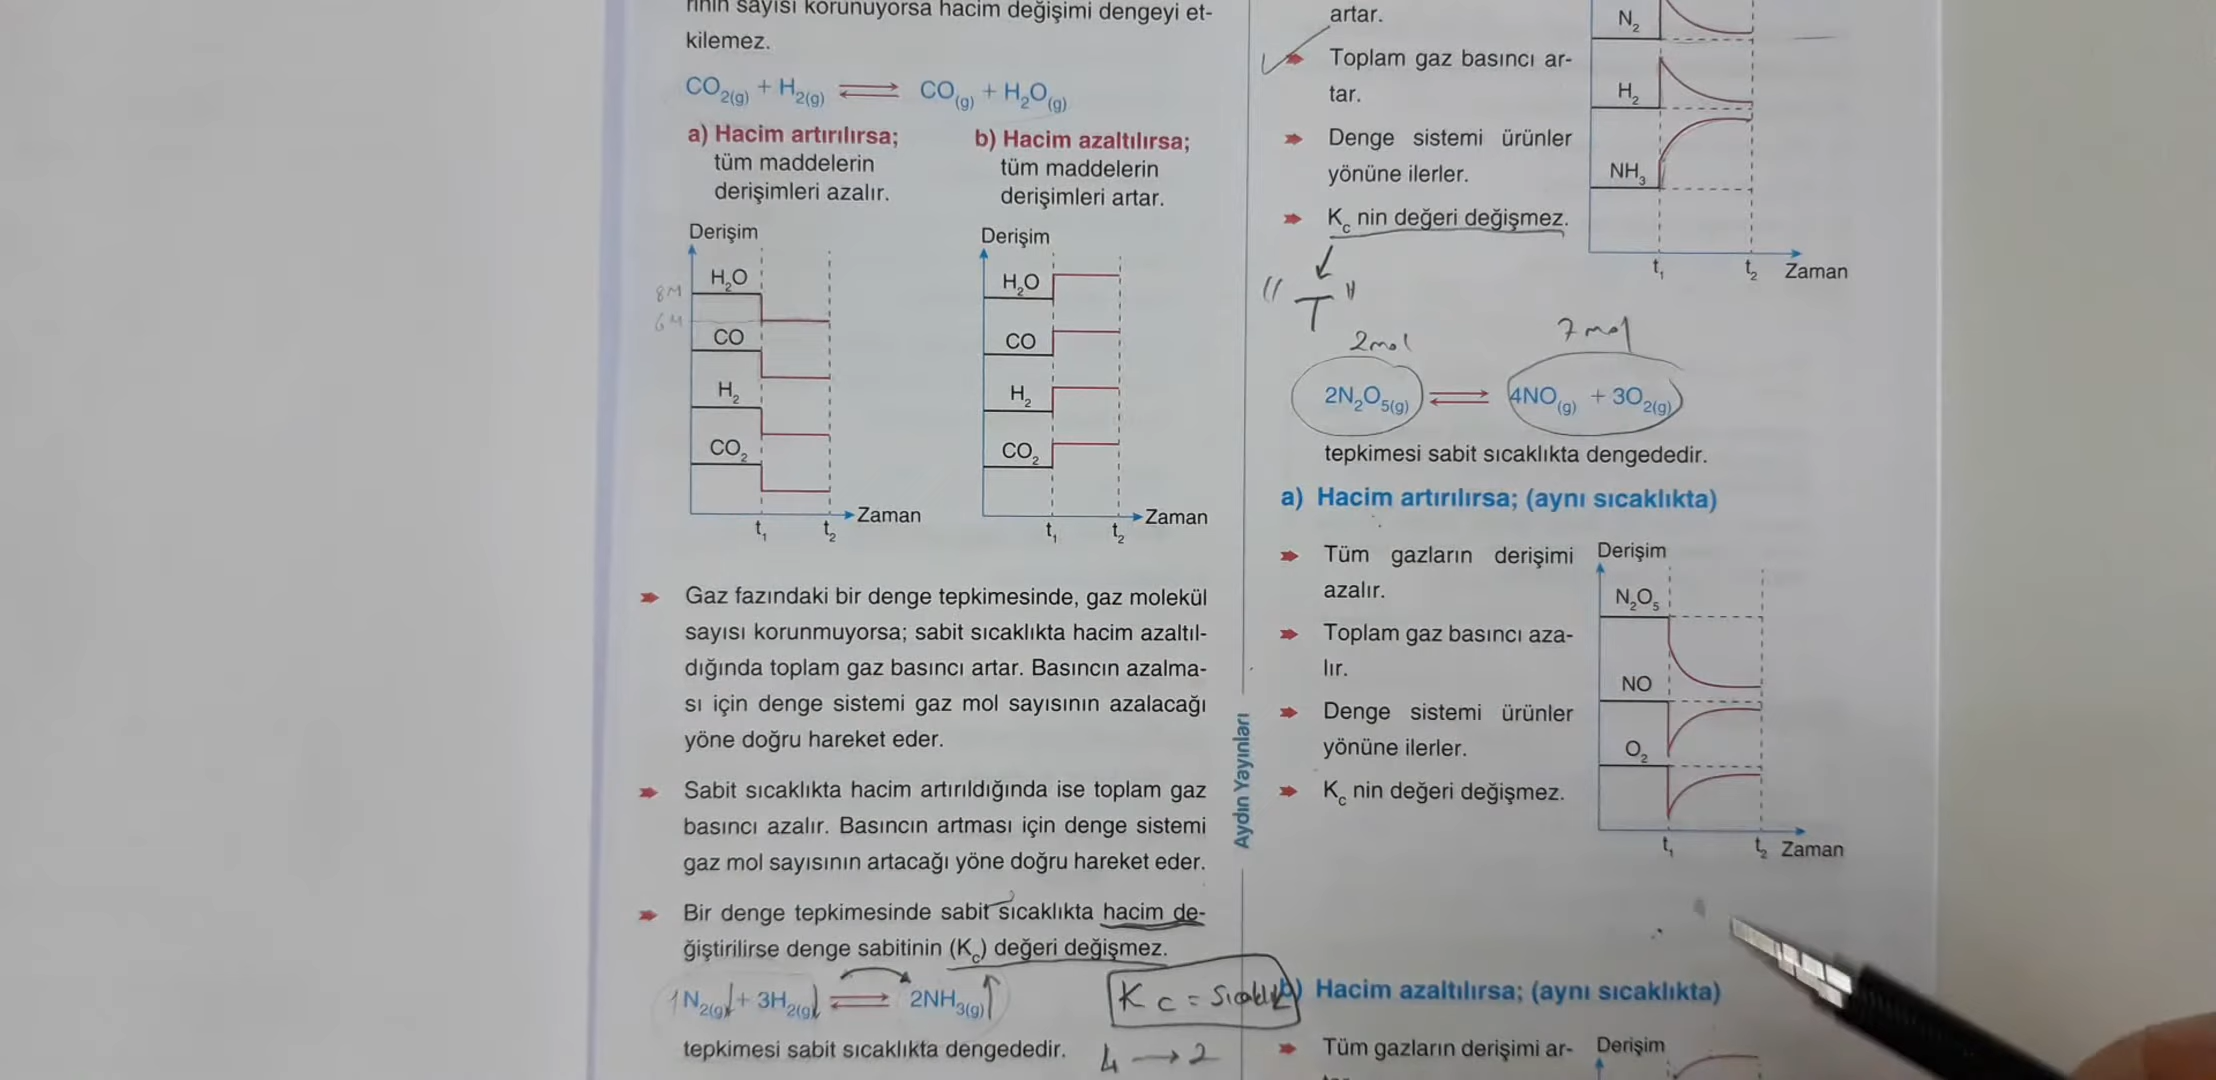 rının sayısı korunuyorsa hacim değişimi dengeyi et-
kilemez.
CO2(g) + H2(g) ⇌ CO(g) + H2O(g)
a) Hacim artırılırsa;
tüm maddelerin
derişimleri azalır.
b) Hacim azaltılırsa;
tüm maddelerin
derişimleri artar.
Derişim
8M
6M
H2O
CO
H2
CO2
t1
t2
Zaman
Derişim
H2O
CO
H2
CO2
t1
t2
Zaman
Gaz fazındaki bir denge tepkimesinde, gaz molekül
sayısı korunmuyorsa; sabit sıcaklıkta hacim azaltıl-
dığında toplam gaz basıncı artar. Basıncın azalma-
sı için denge sistemi gaz mol sayısının azalacağı
yöne doğru hareket eder.
Sabit sıcaklıkta hacim artırıldığında ise toplam gaz
basıncı azalır. Basıncın artması için denge sistemi
gaz mol sayısının artacağı yöne doğru hareket eder.
Bir denge tepkimesinde sabit sıcaklıkta hacim de-
ğiştirilirse denge sabitinin (Kc) değeri değişmez.
1N2(g) + 3H2(g) ⇌ 2NH3(g)
Kc = Sıcaklık
tepkimesi sabit sıcaklıkta dengededir.
4 → 2
Aydın Yayınları
artar.
Toplam gaz basıncı ar-
tar.
Denge sistemi ürünler
yönüne ilerler.
Kc nin değeri değişmez.
"T"
N2
H2
NH3
t1
t2
Zaman
2mol
7mol
2N2O5(g) ⇌ 4NO(g) + 3O2(g)
tepkimesi sabit sıcaklıkta dengededir.
a) Hacim artırılırsa; (aynı sıcaklıkta)
Tüm gazların derişimi
azalır.
Toplam gaz basıncı aza-
lır.
Denge sistemi ürünler
yönüne ilerler.
Kc nin değeri değişmez.
Derişim
N2O5
NO
O2
t1
t2
Zaman
b) Hacim azaltılırsa; (aynı sıcaklıkta)
Tüm gazların derişimi ar-
Derişim